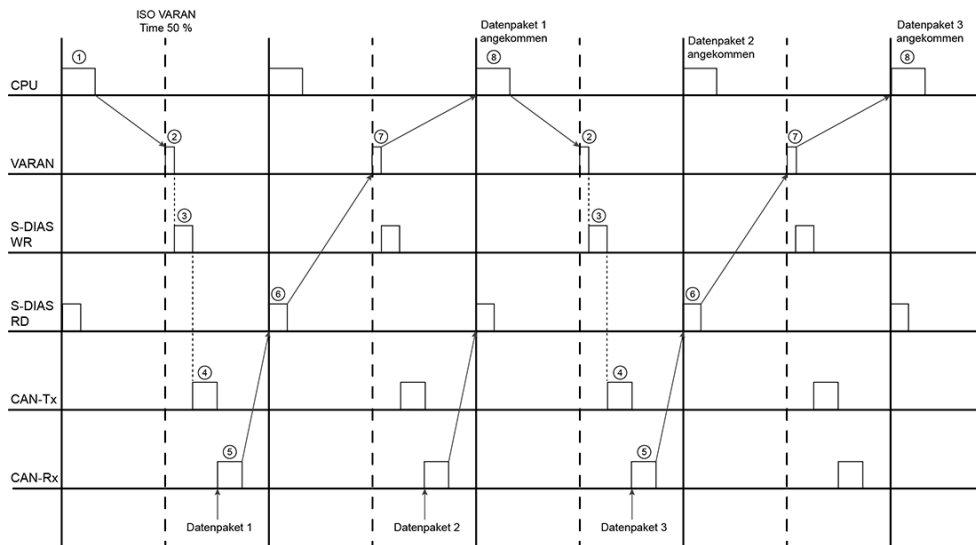 ISO VARAN
Time 50 %
Datenpaket 1
angekommen
Datenpaket 2
angekommen
Datenpaket 3
angekommen
CPU
①
⑧
⑧
VARAN
②
⑦
②
⑦
S-DIAS
WR
③
③
S-DIAS
RD
⑥
⑥
CAN-Tx
④
④
CAN-Rx
⑤
⑤
Datenpaket 1
Datenpaket 2
Datenpaket 3